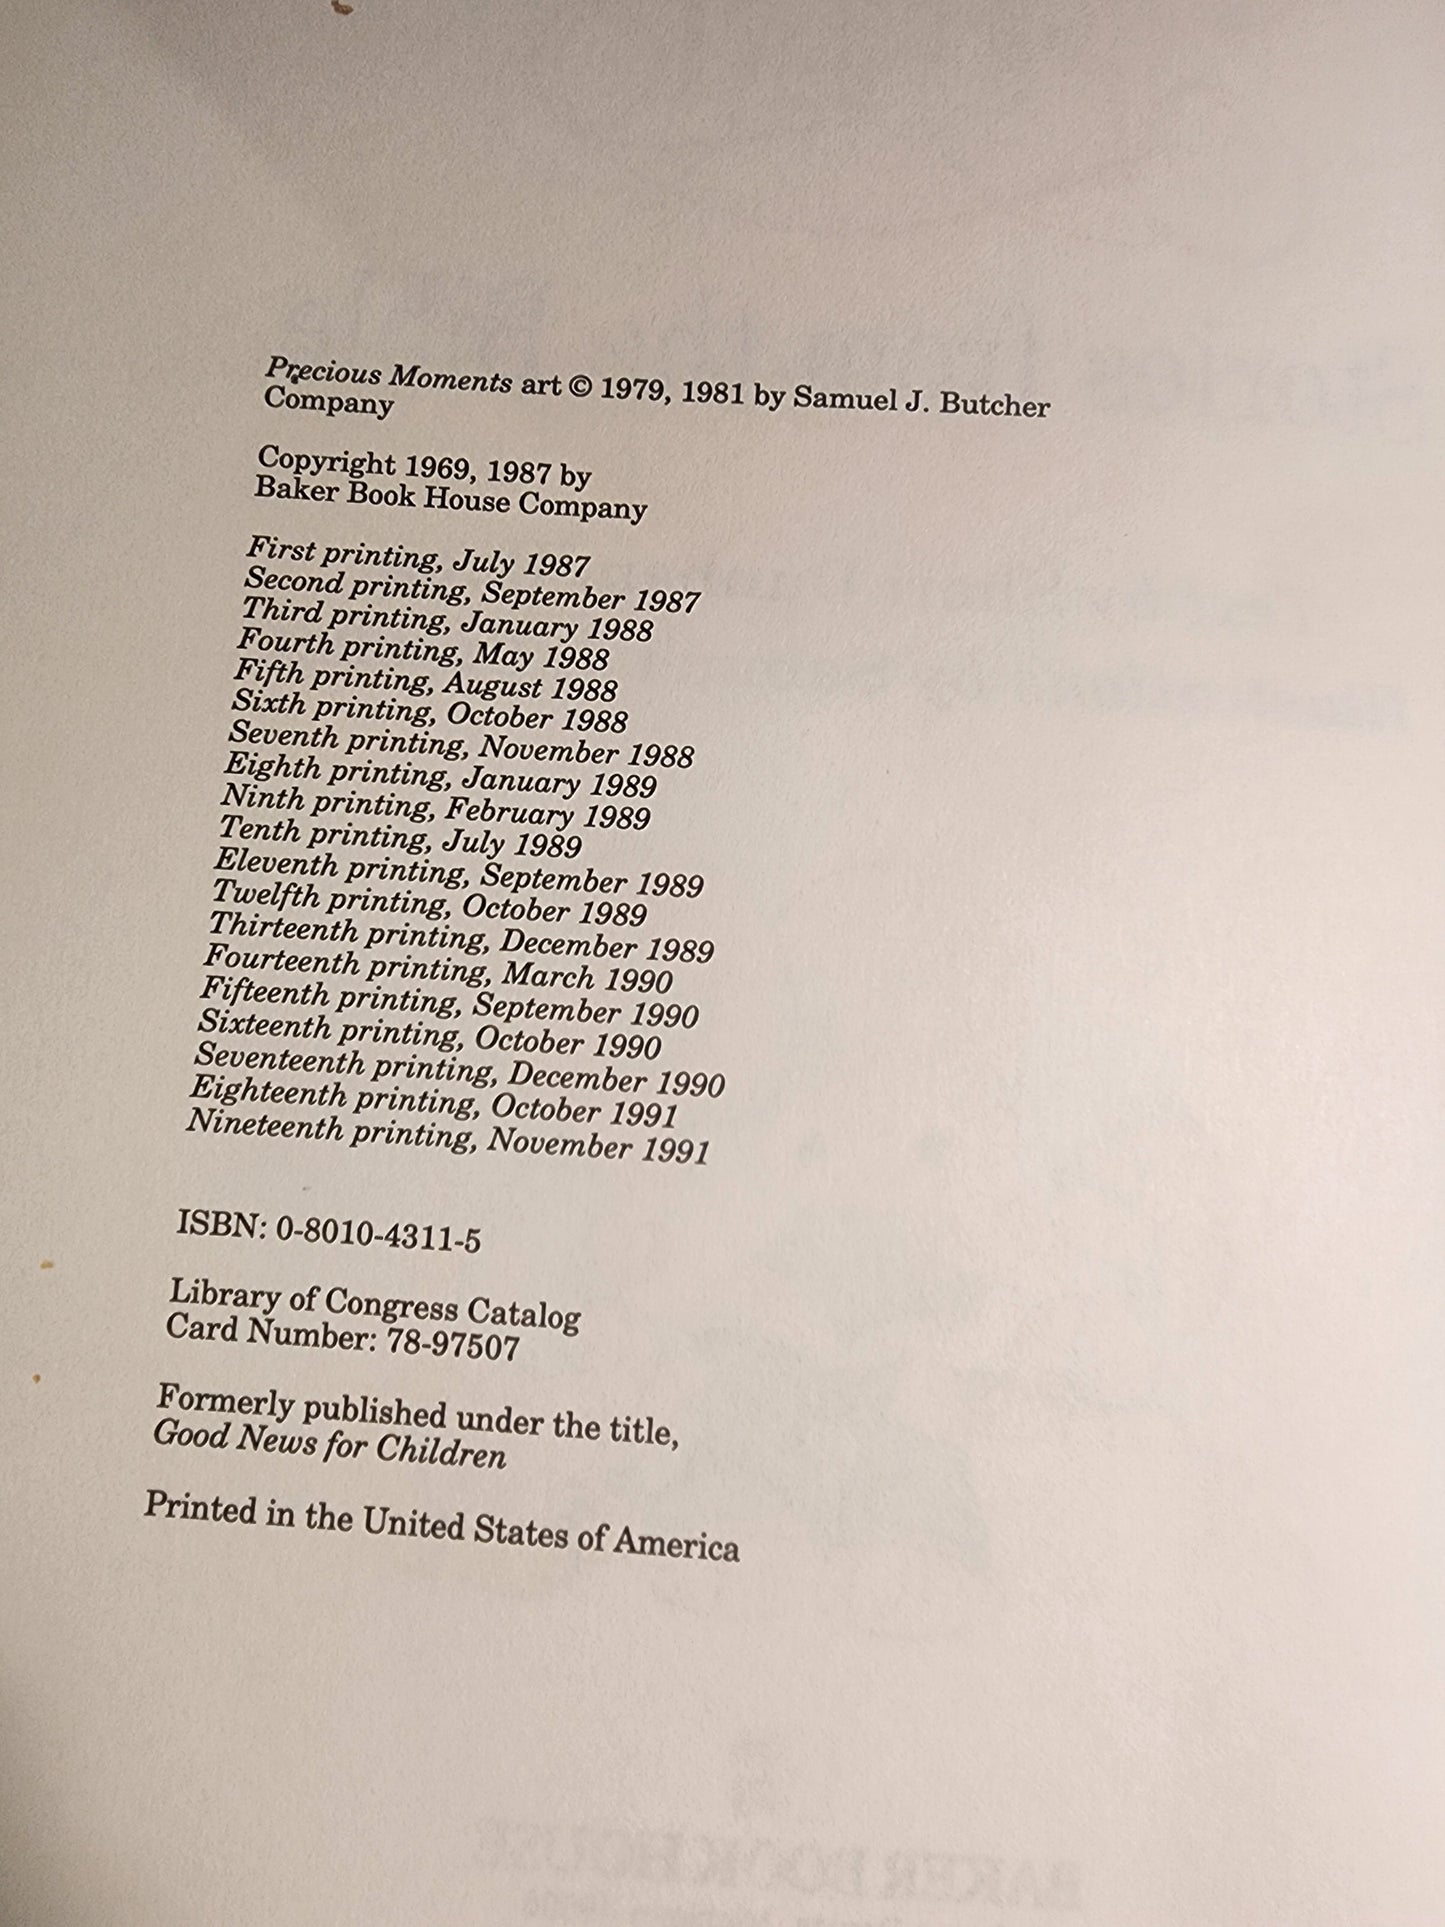 Precious Moments art © 1979, 1981 by Samuel J. Butcher
Company
Copyright 1969, 1987 by
Baker Book House Company
First printing, July 1987
Second printing, September 1987
Third printing, January 1988
Fourth printing, May 1988
Fifth printing, August 1988
Sixth printing, October 1988
Seventh printing, November 1988
Eighth printing, January 1989
Ninth printing, February 1989
Tenth printing, July 1989
Eleventh printing, September 1989
Twelfth printing, October 1989
Thirteenth printing, December 1989
Fourteenth printing, March 1990
Fifteenth printing, September 1990
Sixteenth printing, October 1990
Seventeenth printing, December 1990
Eighteenth printing, October 1991
Nineteenth printing, November 1991
ISBN: 0-8010-4311-5
Library of Congress Catalog
Card Number: 78-97507
Formerly published under the title,
Good News for Children
Printed in the United States of America
BAKER BOOK HOUSE